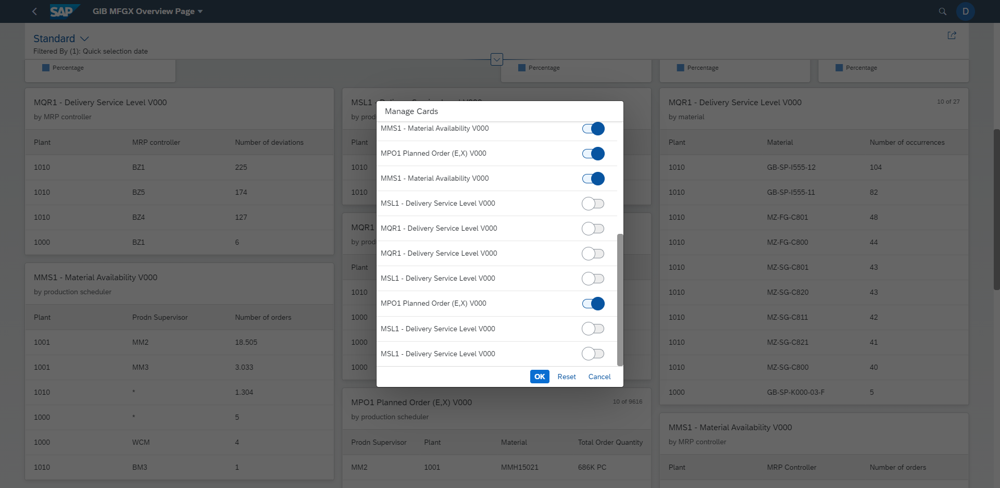 SAP GIB MFGX Overview Page
D
Standard
Filtered By (1): Quick selection date
Percentage
Percentage
Percentage
Percentage
MQR1 - Delivery Service Level V000
by MRP controller
Plant MRP controller Number of deviations
1010 BZ1 225
1010 BZ5 174
1010 BZ4 127
1000 BZ1 6
MMS1 - Material Availability V000
by production scheduler
Plant Prodn Supervisor Number of orders
1001 MM2 18.505
1001 MM3 3.033
1010 * 1.304
1000 * 5
1000 WCM 4
1010 BM3 1
MSL1 -
by prod
Plant
1010
1010
MQR1
by prod
Plant
1010
1000
1000
1000
Manage Cards
MMS1 - Material Availability V000
MPO1 Planned Order (E,X) V000
MMS1 - Material Availability V000
MSL1 - Delivery Service Level V000
MQR1 - Delivery Service Level V000
MQR1 - Delivery Service Level V000
MSL1 - Delivery Service Level V000
MPO1 Planned Order (E,X) V000
MSL1 - Delivery Service Level V000
MSL1 - Delivery Service Level V000
OK Reset Cancel
MPO1 Planned Order (E,X) V000 10 of 9616
by production scheduler
Prodn Supervisor Plant Material Total Order Quantity
MM2 1001 MMH15021 686K PC
MQR1 - Delivery Service Level V000 10 of 27
by material
Plant Material Number of occurrences
1010 GB-SP-I555-12 104
1010 GB-SP-I555-11 82
1010 MZ-FG-C801 48
1010 MZ-FG-C800 44
1010 MZ-SG-C801 43
1010 MZ-SG-C820 43
1010 MZ-SG-C811 42
1010 MZ-SG-C821 41
1010 MZ-SG-C800 40
1000 GB-SP-K000-03-F 5
MMS1 - Material Availability V000
by MRP controller
Plant MRP Controller Number of orders